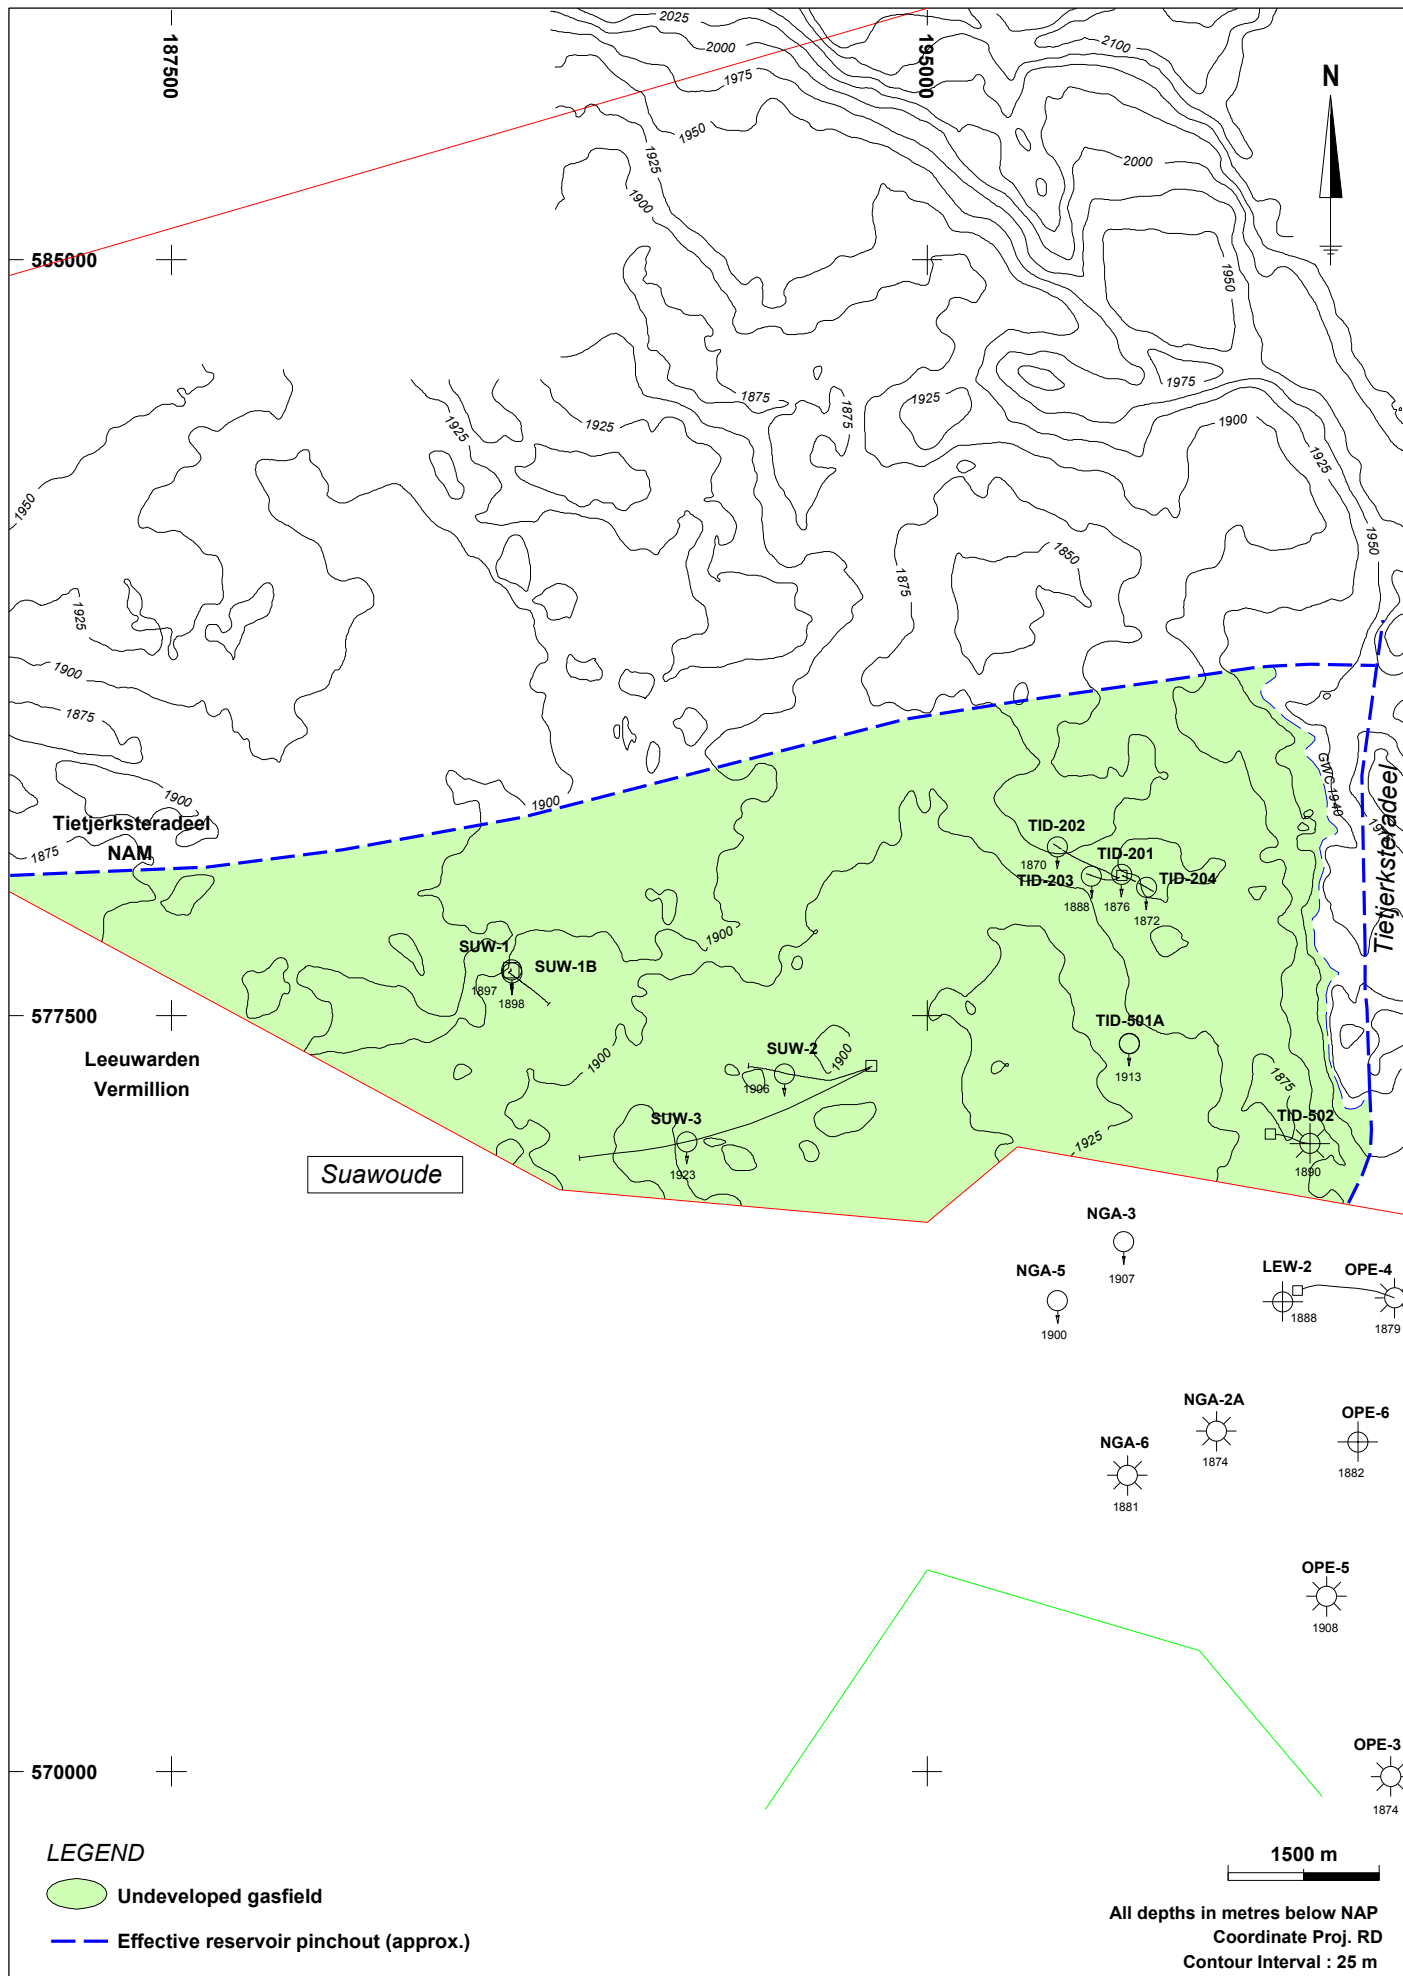 187500
195000
2025
2000
1975
1950
1925
1900
2100
2000
N
585000
1950
1975
1875
1875
1925
1900
1925
1925
1925
1950
1950
1875
1850
1925
1900
1875
1900
1900
1875
Tietjerksteradeel
NAM
GWC 1940
Tietjerksteradeel
TID-202
1870
TID-201
TID-203
TID-204
1888
1876
1872
1900
SUW-1
SUW-1B
1897
1898
577500
Leeuwarden
Vermillion
1900
SUW-2
1900
1906
TID-501A
1913
1875
TID-502
1890
SUW-3
1923
1925
Suawoude
NGA-3
1907
NGA-5
1900
LEW-2
1888
OPE-4
1879
NGA-2A
1874
OPE-6
1882
NGA-6
1881
OPE-5
1908
570000
OPE-3
1874
LEGEND
Undeveloped gasfield
Effective reservoir pinchout (approx.)
1500 m
All depths in metres below NAP
Coordinate Proj. RD
Contour Interval : 25 m